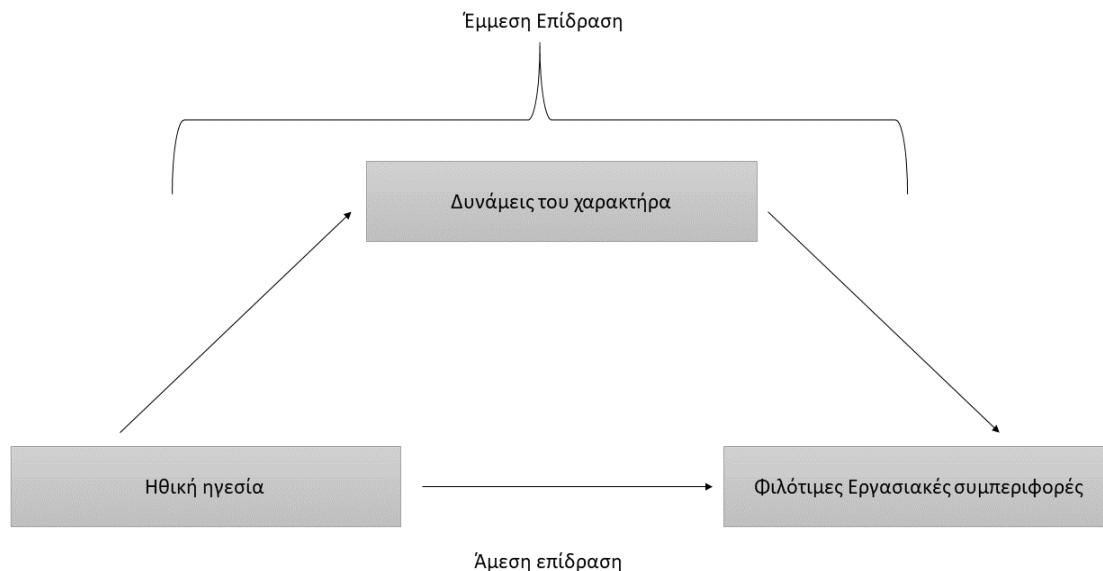 Έμμεση Επίδραση
Δυνάμεις του χαρακτήρα
Ηθική ηγεσία
Φιλότιμες Εργασιακές συμπεριφορές
Άμεση επίδραση